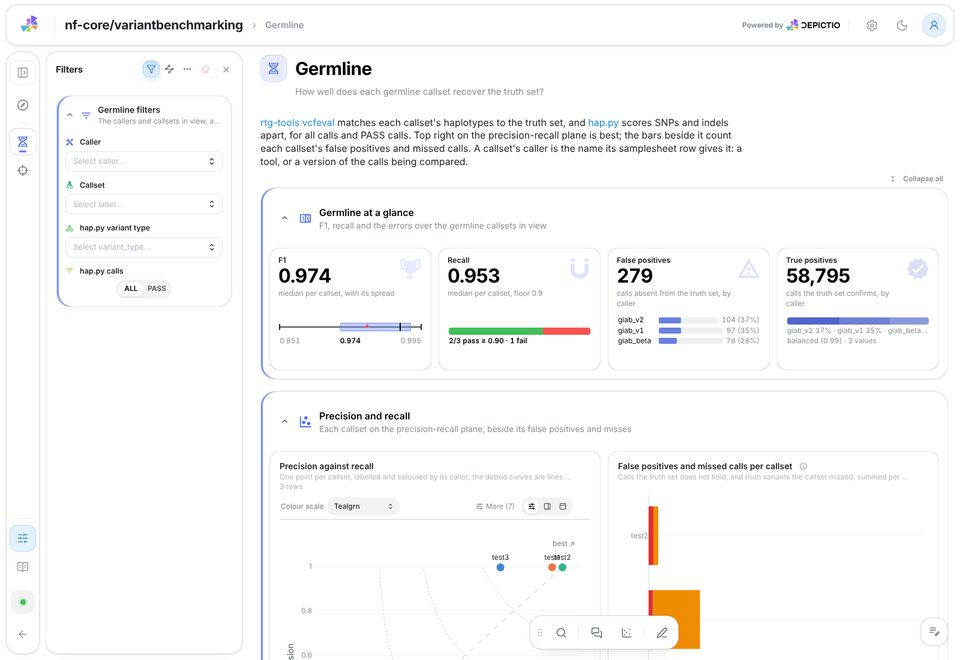 nf-core/variantbenchmarking › Germline
Powered by DEPICTIO
Filters
Germline filters
The callers and callsets in view, a...
Caller
Select caller...
Callset
Select label...
hap.py variant type
Select variant_type...
hap.py calls
ALL PASS
Germline
How well does each germline callset recover the truth set?
rtg-tools vcfeval matches each callset's haplotypes to the truth set, and hap.py scores SNPs and indels
apart, for all calls and PASS calls. Top right on the precision-recall plane is best; the bars beside it count
each callset's false positives and missed calls. A callset's caller is the name its samplesheet row gives it: a
tool, or a version of the calls being compared.
Collapse all
Germline at a glance
F1, recall and the errors over the germline callsets in view
F1
0.974
median per callset, with its spread
0.851 0.974 0.995
Recall
0.953
median per callset, floor 0.9
2/3 pass ≥ 0.90 · 1 fail
False positives
279
calls absent from the truth set, by
caller
giab_v2 104 (37%)
giab_v1 97 (35%)
giab_beta 78 (28%)
True positives
58,795
calls the truth set confirms, by
caller
giab_v2 37% · giab_v1 35% · giab_beta...
balanced (0.99) · 3 values
Precision and recall
Each callset on the precision-recall plane, beside its false positives and misses
Precision against recall
One point per callset, labelled and coloured by its caller; the dotted curves are lines ...
3 rows
Colour scale Tealgrn More (7)
best ↗
test3 test2
1
0.8
0.6
False positives and missed calls per callset
Calls the truth set does not hold, and truth variants the callset missed, summed per ...
test2